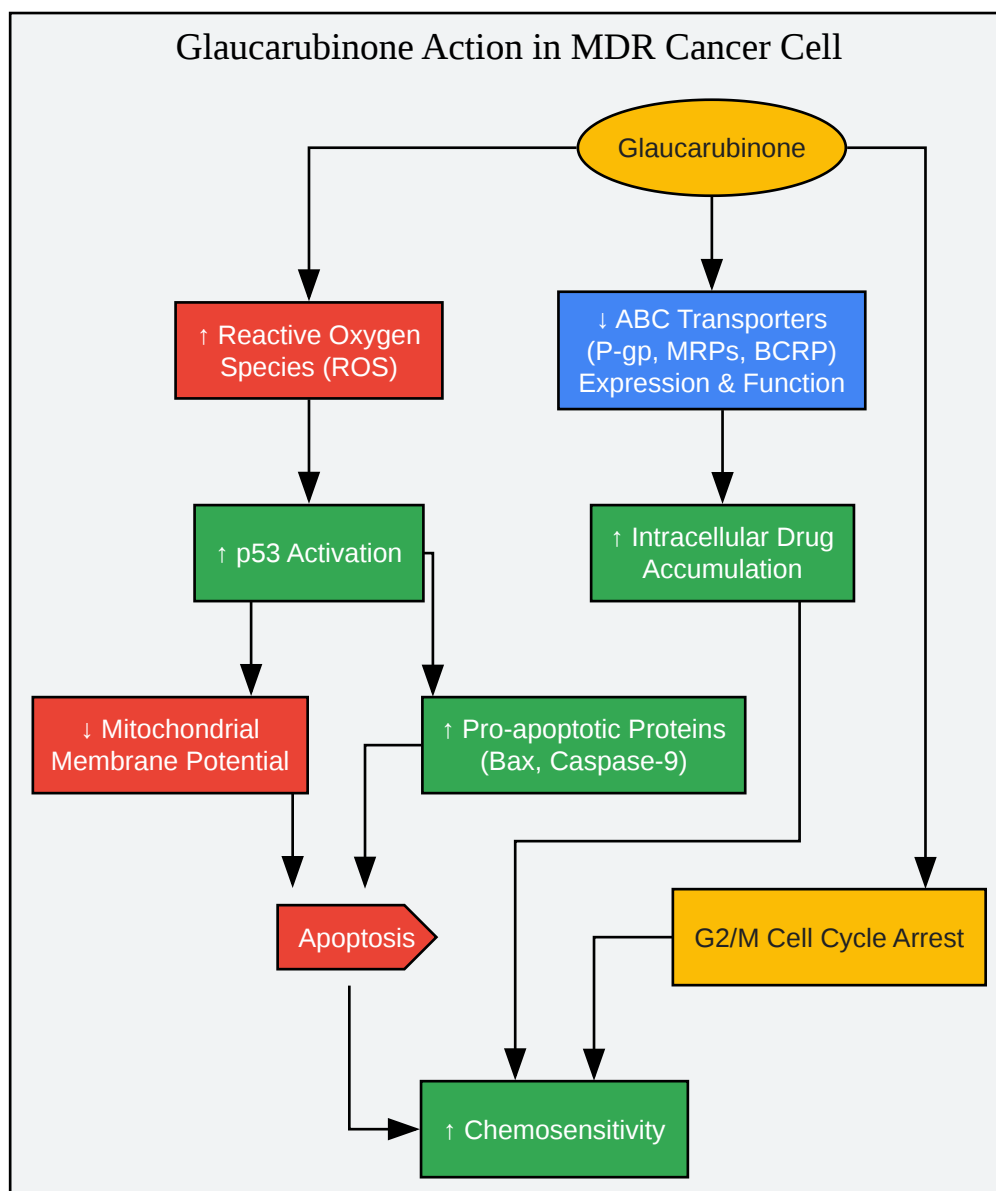 Glaucarubinone Action in MDR Cancer Cell
Glaucarubinone
↑ Reactive Oxygen
Species (ROS)
↓ ABC Transporters
(P-gp, MRPs, BCRP)
Expression & Function
↑ p53 Activation
↑ Intracellular Drug
Accumulation
↓ Mitochondrial
Membrane Potential
↑ Pro-apoptotic Proteins
(Bax, Caspase-9)
Apoptosis
G2/M Cell Cycle Arrest
↑ Chemosensitivity